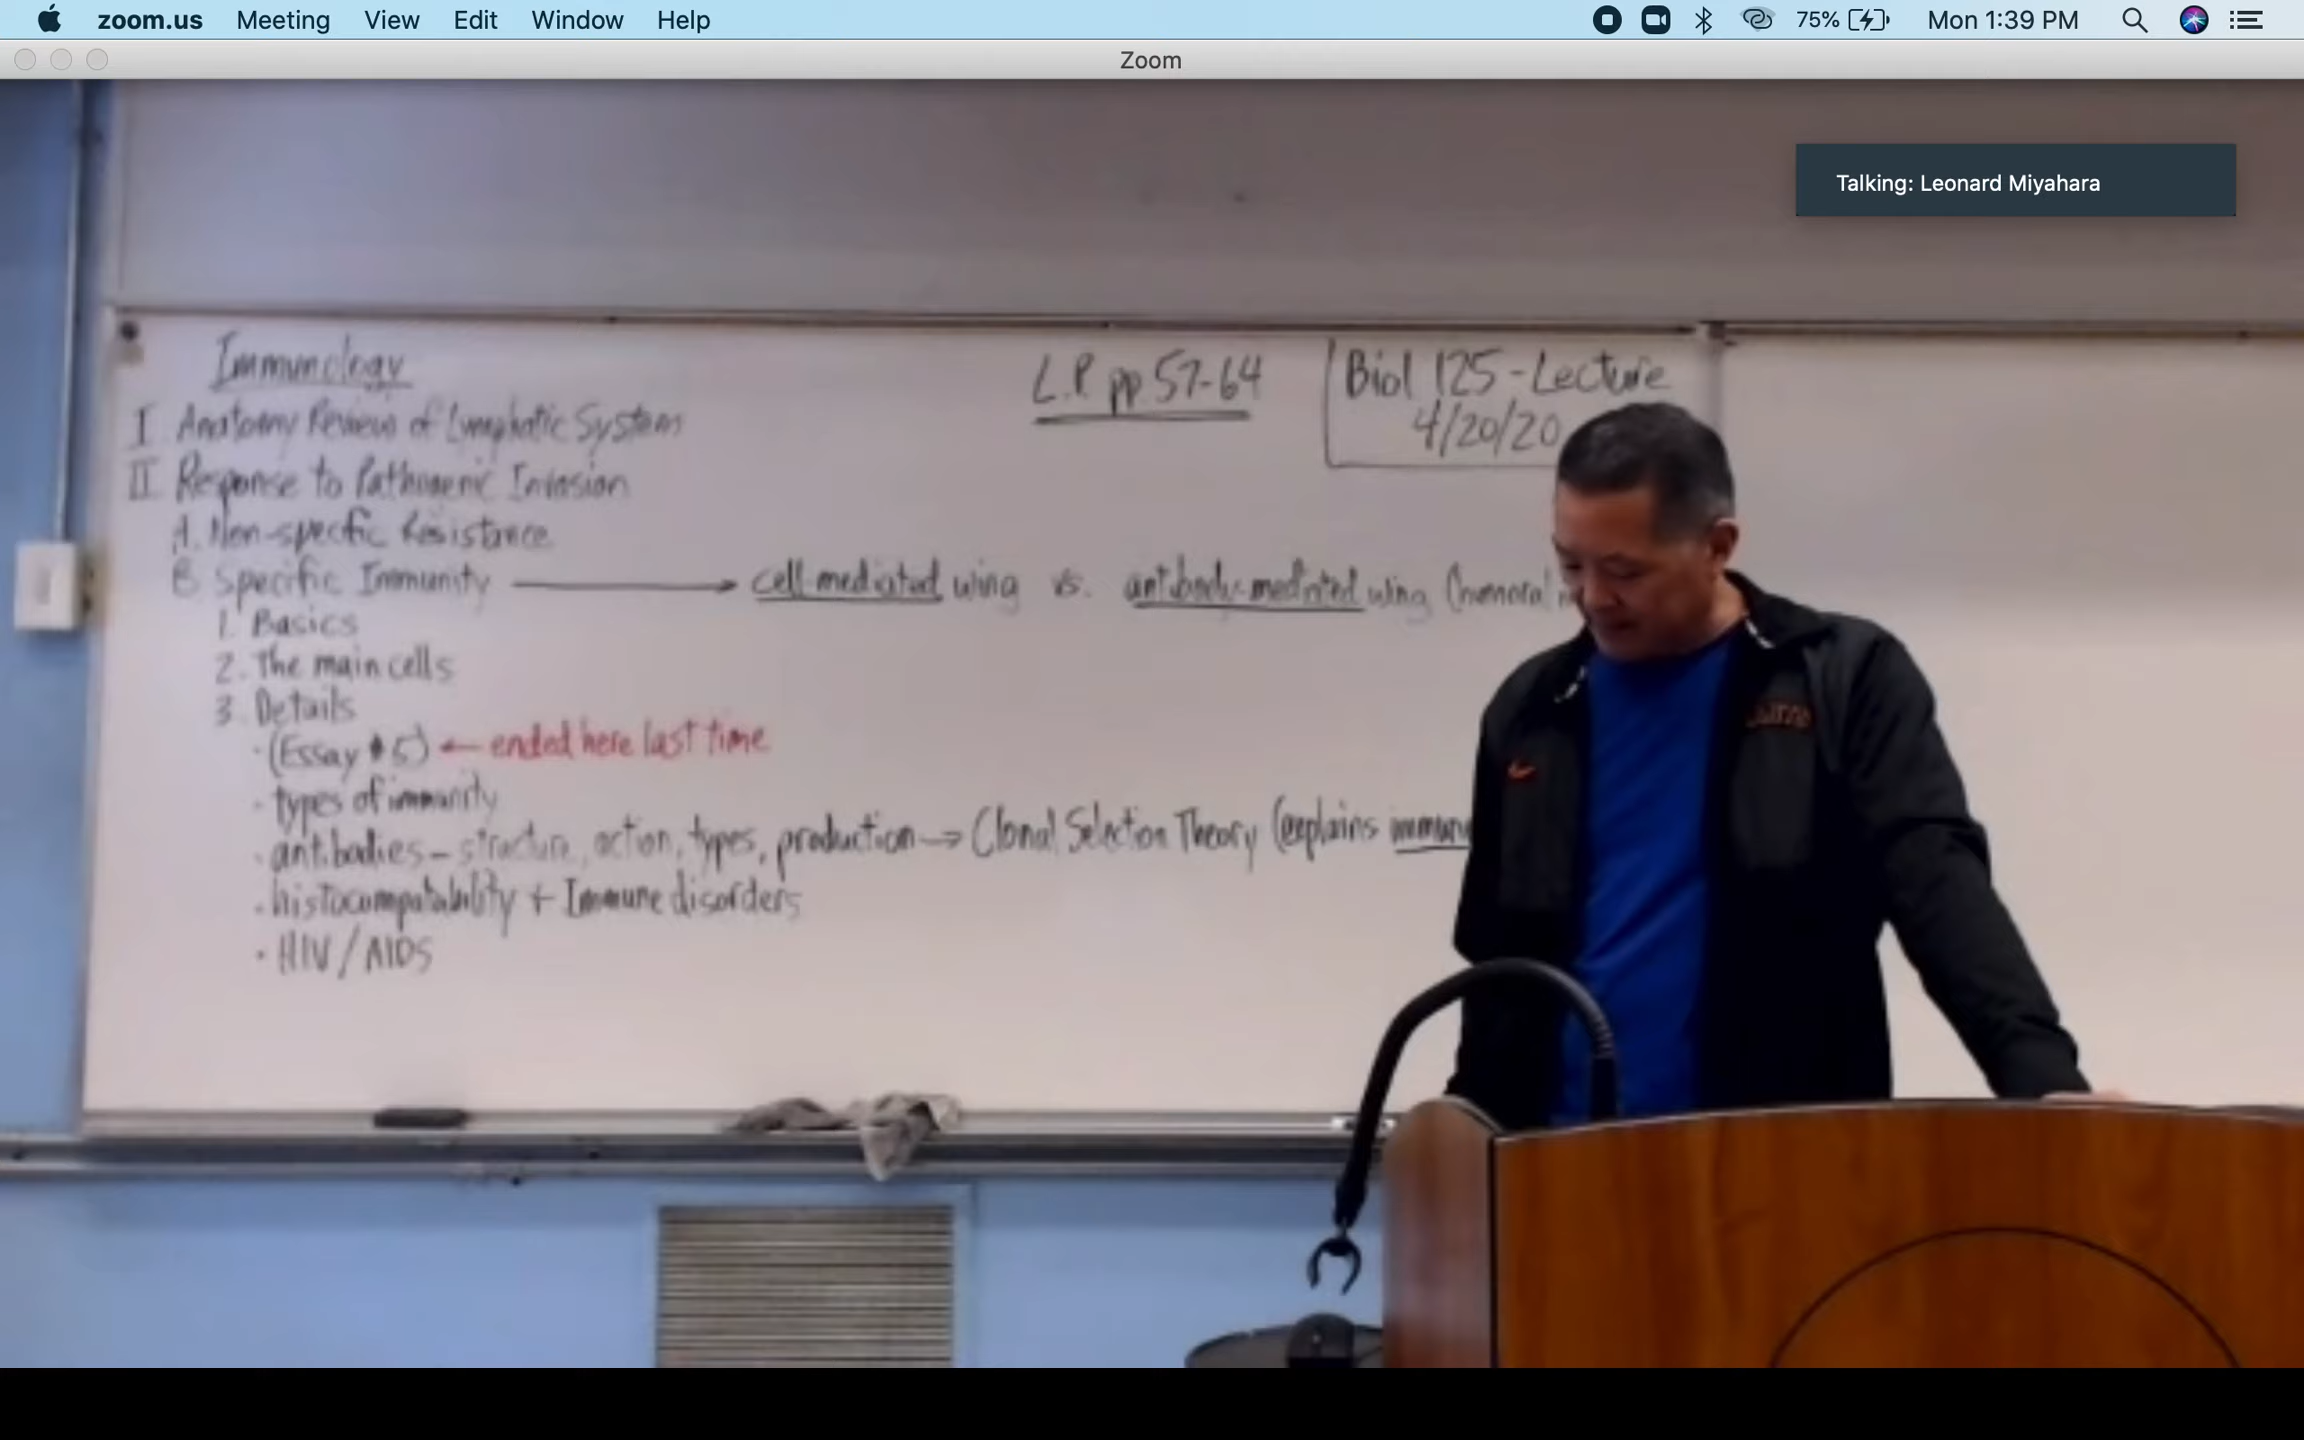 zoom.us Meeting View Edit Window Help 75% Mon 1:39 PM
Zoom
Talking: Leonard Miyahara
Immunology
L.P. pp. 57-64
Biol 125 - Lecture
4/20/20
I Anatomy Review of Lymphatic System
II Response to Pathogenic Invasion
A. Non-specific Resistance
B. Specific Immunity → cell-mediated wing vs. antibody-mediated wing (humoral
1. Basics
2. The main cells
3. Details
· (Essay #5) ← ended here last time
· types of immunity
· antibodies - structure, action, types, production → Clonal Selection Theory (explains
· histocompatability + Immune disorders
· HIV/AIDS